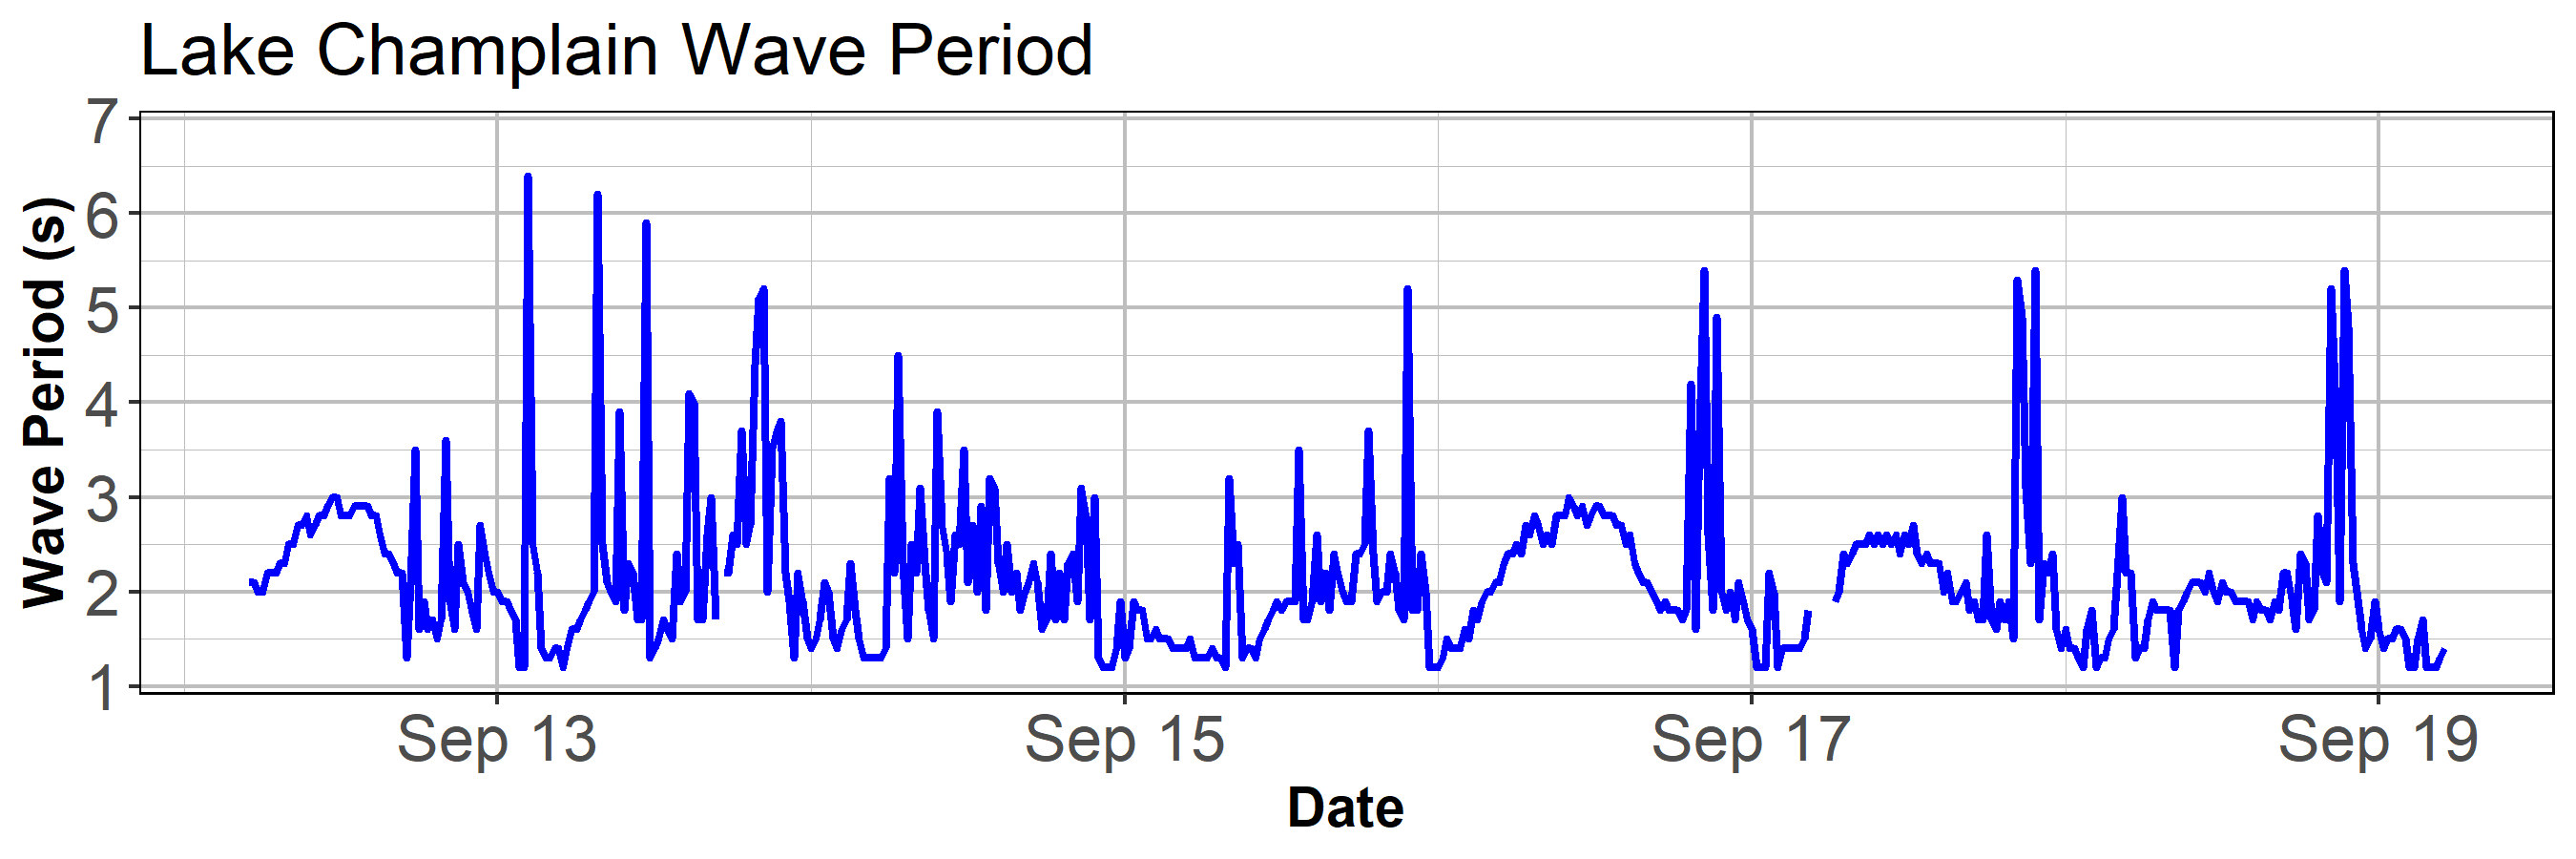 Lake Champlain Wave Period
Wave Period (s)
7
6
5
4
3
2
1
Sep 13
Sep 15
Sep 17
Sep 19
Date